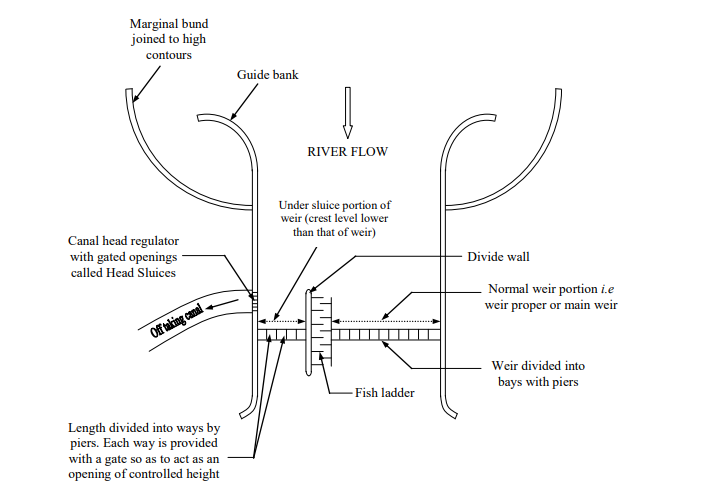 Marginal bund
joined to high
contours
Guide bank
RIVER FLOW
Under sluice portion of
weir (crest level lower
than that of weir)
Canal head regulator
with gated openings
called Head Sluices
Divide wall
Normal weir portion i.e
weir proper or main weir
Off taking canal
Weir divided into
bays with piers
Fish ladder
Length divided into ways by
piers. Each way is provided
with a gate so as to act as an
opening of controlled height